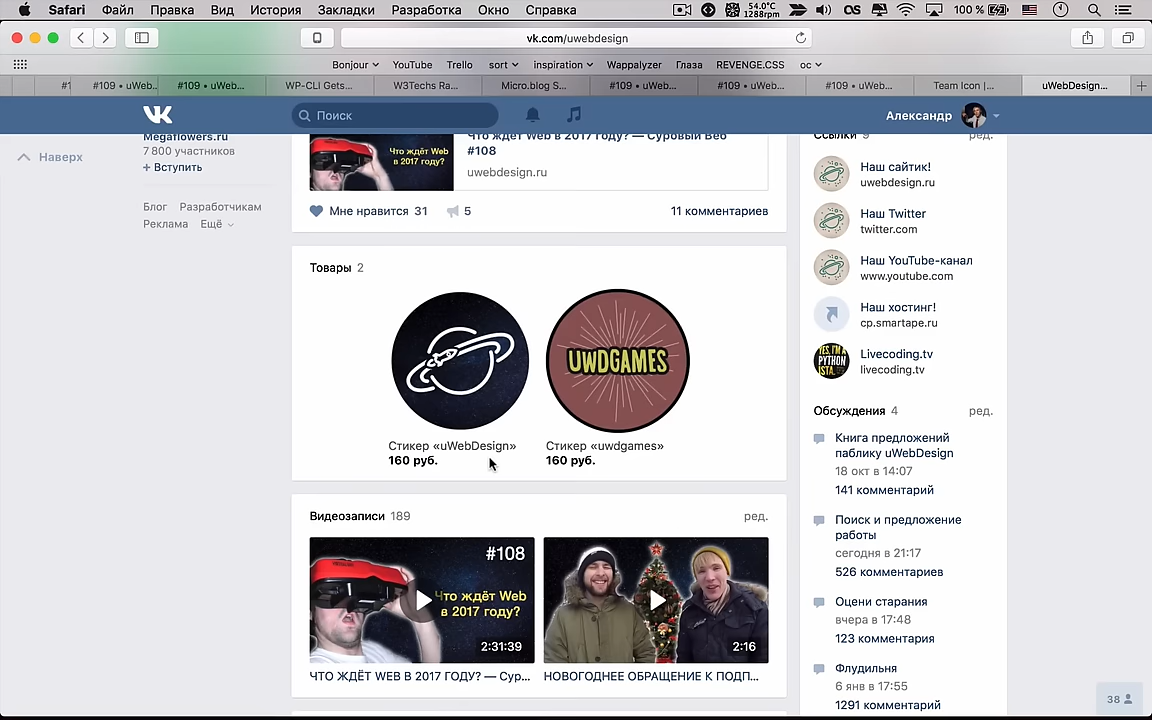 Safari Файл Правка Вид История Закладки Разработка Окно Справка
54.0°C
1288rpm
100 %
vk.com/uwebdesign
Bonjour YouTube Trello sort inspiration Wappalyzer Глаза REVENGE.CSS ос
#1 #109 • uWeb... #109 • uWeb... WP-CLI Gets... W3Techs Ra... Micro.blog S... #109 • uWeb... #109 • uWeb... #109 • uWeb... Team Icon |... uWebDesign...
Поиск
Александр
Наверх
Megaflowers.ru
7 800 участников
+ Вступить
Блог Разработчикам
Реклама Ещё
Что ждёт Web
в 2017 году?
Что ждёт Web в 2017 году? — Суровый Веб
#108
uwebdesign.ru
Мне нравится 31
5
11 комментариев
Товары 2
UWDGAMES
Стикер «uWebDesign»
160 руб.
Стикер «uwdgames»
160 руб.
Видеозаписи 189
ред.
#108
Что ждёт Web
в 2017 году?
2:31:39
2:16
ЧТО ЖДЁТ WEB В 2017 ГОДУ? — Сур...
НОВОГОДНЕЕ ОБРАЩЕНИЕ К ПОДП...
Ссылки 9
ред.
Наш сайтик!
uwebdesign.ru
Наш Twitter
twitter.com
Наш YouTube-канал
www.youtube.com
Наш хостинг!
cp.smartape.ru
YES, I'M A
PYTHON
ISTA.
Livecoding.tv
livecoding.tv
Обсуждения 4
ред.
Книга предложений
паблику uWebDesign
18 окт в 14:07
141 комментарий
Поиск и предложение
работы
сегодня в 21:17
526 комментариев
Оцени старания
вчера в 17:48
123 комментария
Флудильня
6 янв в 17:55
1291 комментарий
38